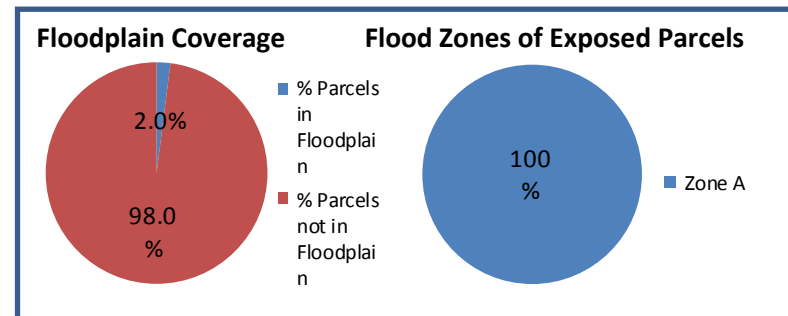 Floodplain Coverage
2.0%
98.0
%
% Parcels
in
Floodplai
n
% Parcels
not in
Floodplai
n
Flood Zones of Exposed Parcels
100
%
Zone A